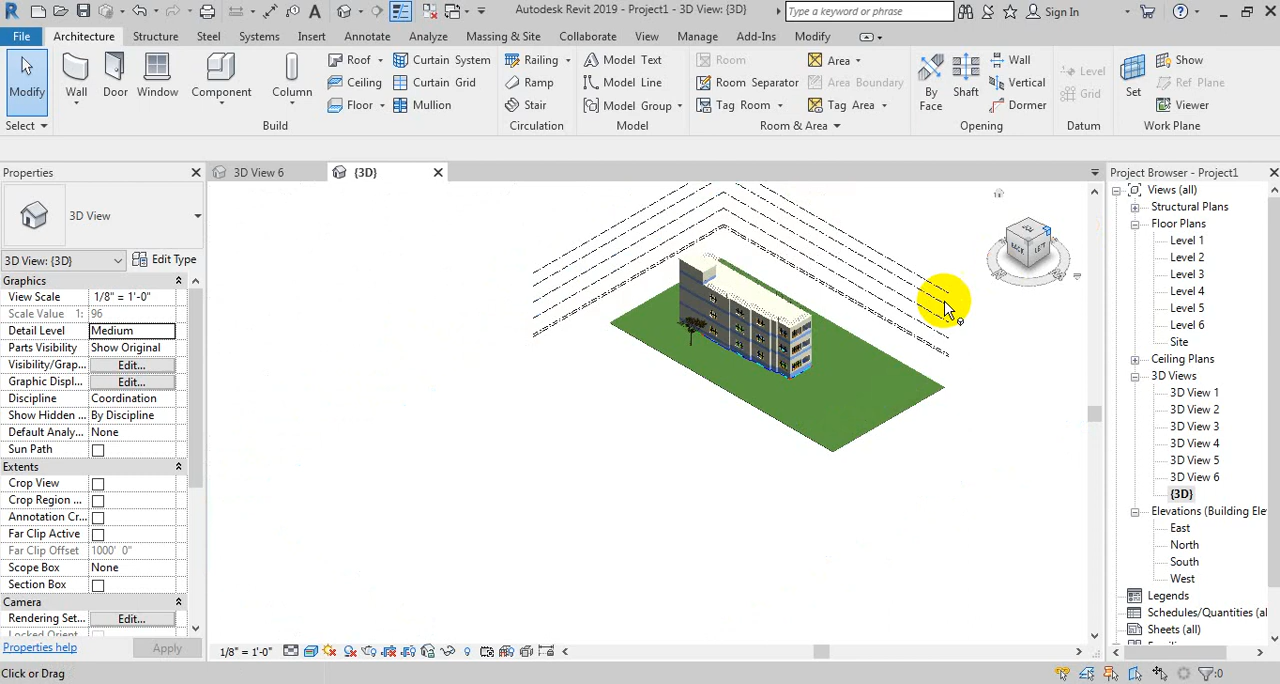 Autodesk Revit 2019 - Project1 - 3D View: {3D}
Type a keyword or phrase
Sign In
File Architecture Structure Steel Systems Insert Annotate Analyze Massing & Site Collaborate View Manage Add-Ins Modify
Modify
Wall
Door
Window
Component
Column
Roof
Ceiling
Floor
Curtain System
Curtain Grid
Mullion
Railing
Ramp
Stair
Model Text
Model Line
Model Group
Room
Room Separator
Tag Room
Area
Area Boundary
Tag Area
By Face
Shaft
Wall
Vertical
Dormer
Level
Grid
Set
Show
Ref Plane
Viewer
Select Build Circulation Model Room & Area Opening Datum Work Plane
Properties
3D View
3D View: {3D} Edit Type
Graphics
View Scale 1/8" = 1'-0"
Scale Value 1: 96
Detail Level Medium
Parts Visibility Show Original
Visibility/Grap... Edit...
Graphic Displ... Edit...
Discipline Coordination
Show Hidden ... By Discipline
Default Analy... None
Sun Path
Extents
Crop View
Crop Region ...
Annotation Cr...
Far Clip Active
Far Clip Offset 1000' 0"
Scope Box None
Section Box
Camera
Rendering Set... Edit...
Properties help Apply
3D View 6 {3D}
BACK LEFT
1/8" = 1'-0"
Project Browser - Project1
Views (all)
Structural Plans
Floor Plans
Level 1
Level 2
Level 3
Level 4
Level 5
Level 6
Site
Ceiling Plans
3D Views
3D View 1
3D View 2
3D View 3
3D View 4
3D View 5
3D View 6
{3D}
Elevations (Building Ele
East
North
South
West
Legends
Schedules/Quantities (al
Sheets (all)
Click or Drag
:0